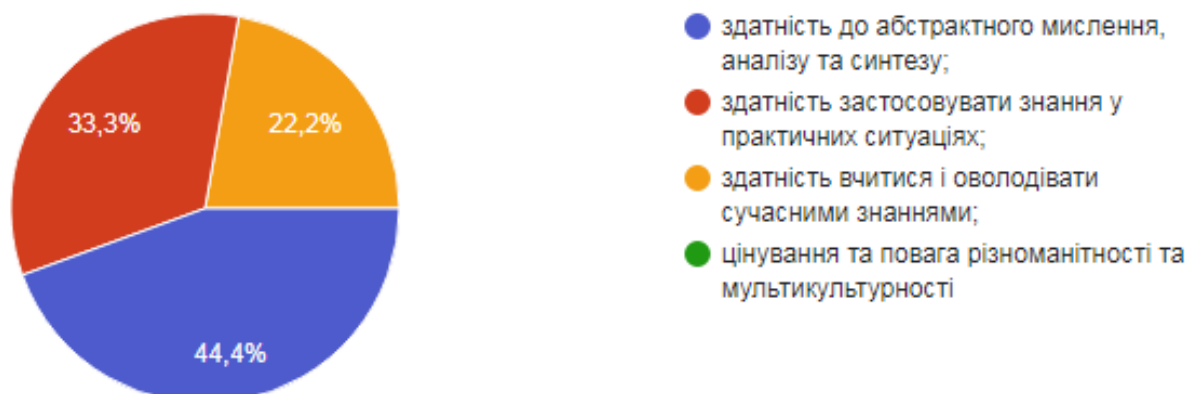 33,3%
22,2%
44,4%
здатність до абстрактного мислення,
аналізу та синтезу;
здатність застосовувати знання у
практичних ситуаціях;
здатність вчитися і оволодівати
сучасними знаннями;
цінування та повага різноманітності та
мультикультурності